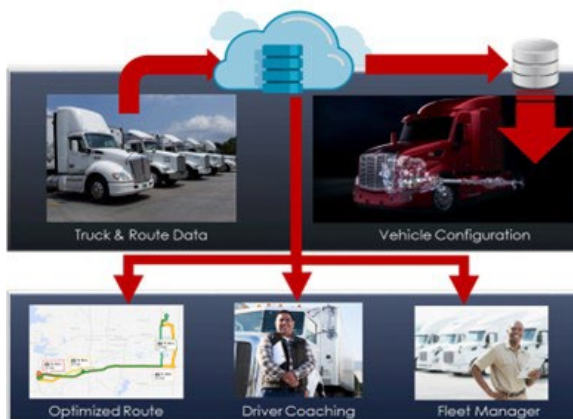 Truck & Route Data
Vehicle Configuration
Optimized Route
Driver Coaching
Fleet Manager